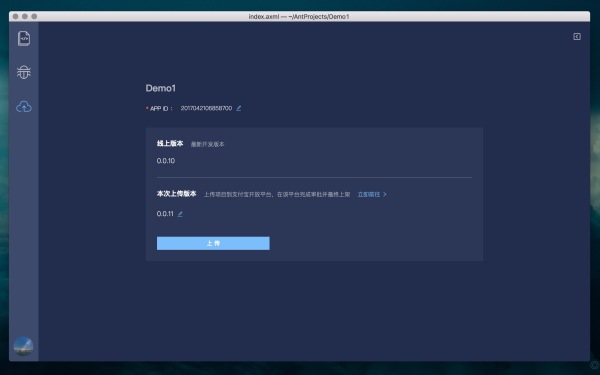 index.axml — ~/AntProjects/Demo1
Demo1
* APP ID： 2017042106858700
线上版本 最新开发版本
0.0.10
本次上传版本 上传项目到支付宝开放平台，在该平台完成审批并最终上架 立即前往 >
0.0.11
上 传